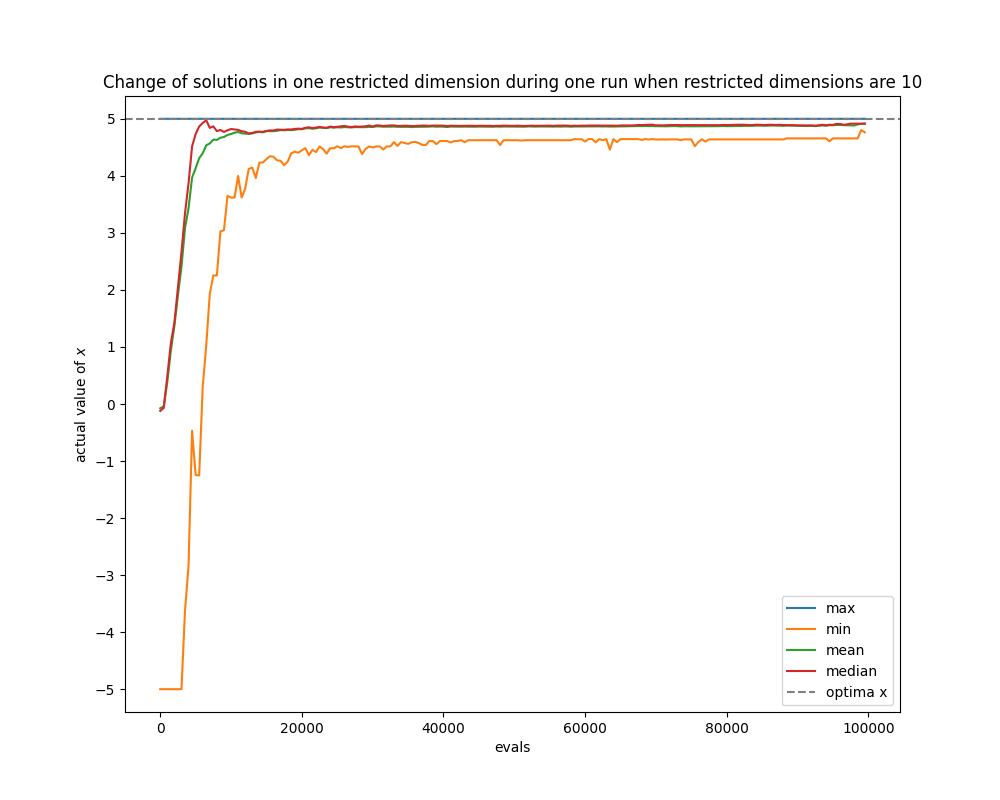 Change of solutions in one restricted dimension during one run when restricted dimensions are 10
5
4
3
2
1
0
−1
−2
−3
−4
−5
actual value of x
0 20000 40000 60000 80000 100000
evals
max
min
mean
median
optima x